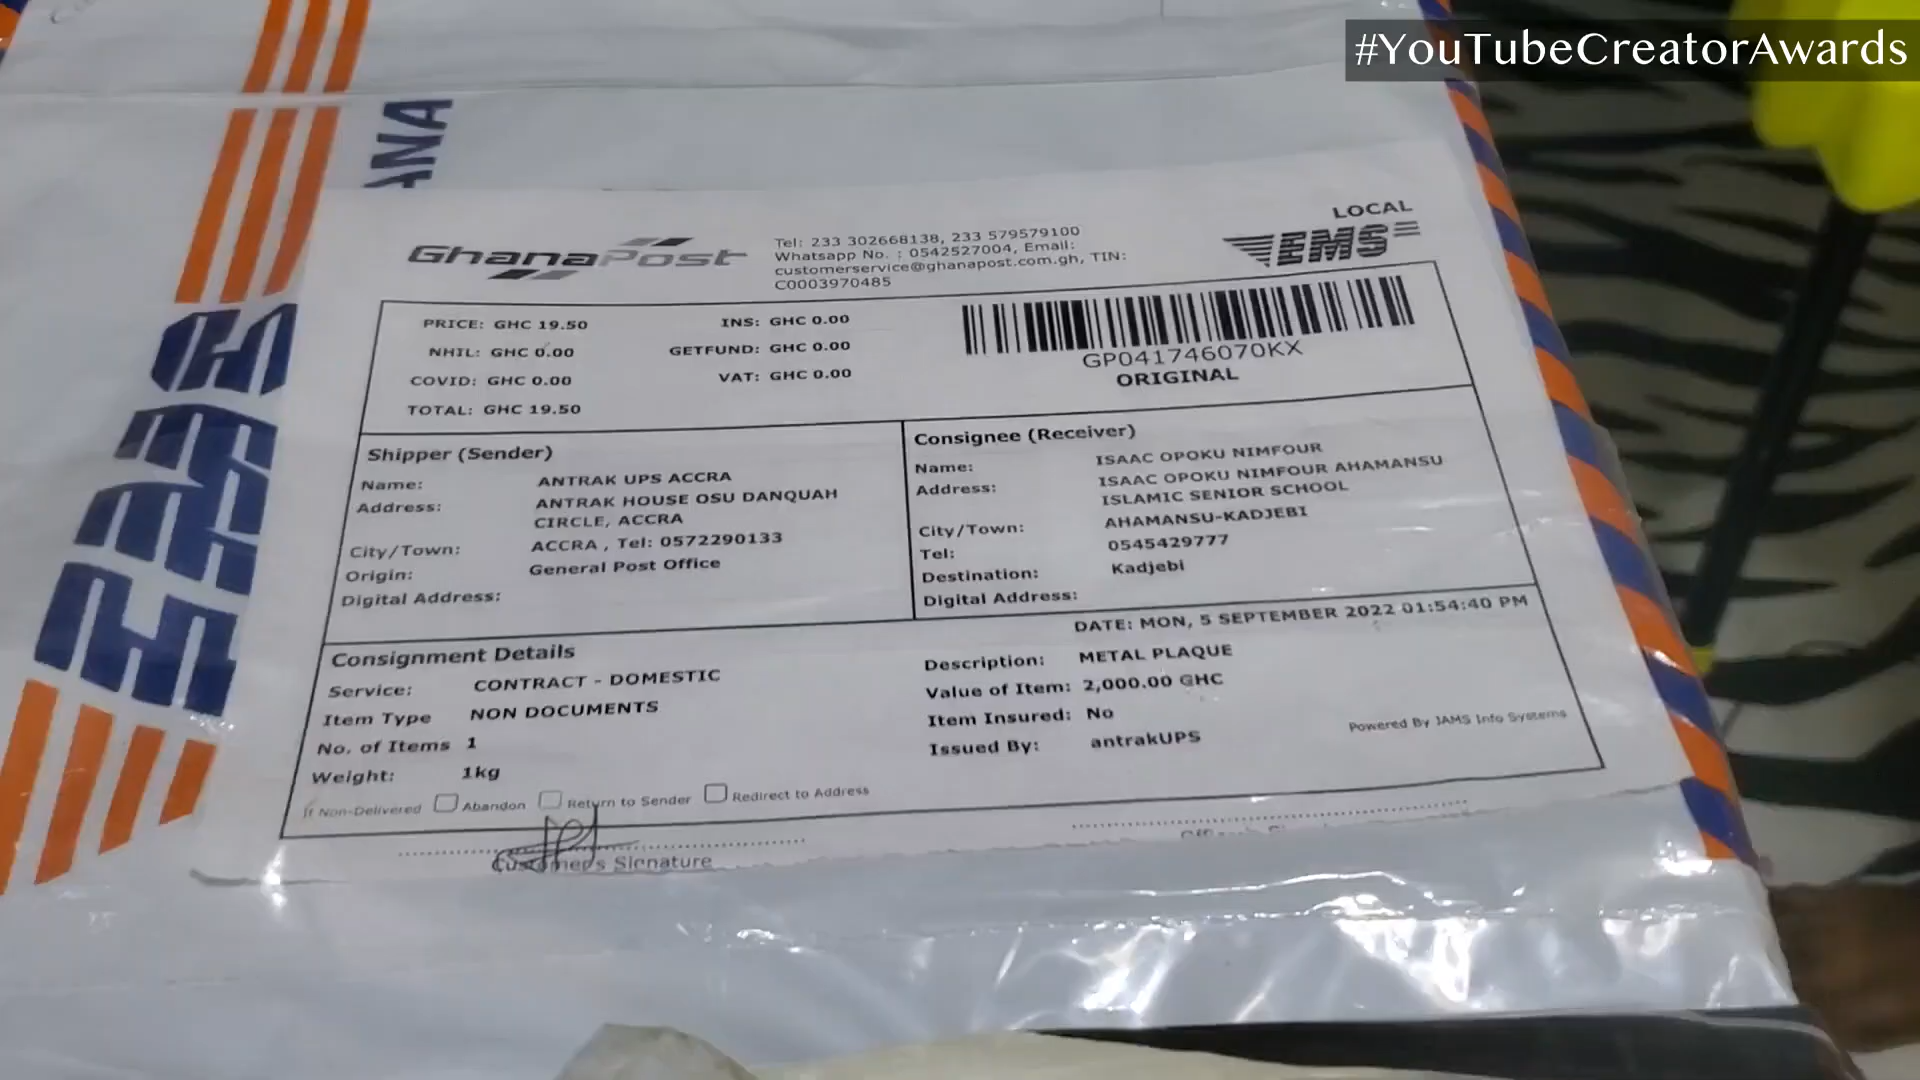 #YouTubeCreatorAwards
ANA
EMS
GhanaPost
Tel: 233 302668138, 233 579579100
Whatsapp No. : 0542527004, Email:
customerservice@ghanapost.com.gh, TIN:
C0003970485
LOCAL
EMS
PRICE: GHC 19.50 INS: GHC 0.00
NHIL: GHC 0.00 GETFUND: GHC 0.00
COVID: GHC 0.00 VAT: GHC 0.00
TOTAL: GHC 19.50
GP041746070KX
ORIGINAL
Shipper (Sender)
Name: ANTRAK UPS ACCRA
Address: ANTRAK HOUSE OSU DANQUAH
CIRCLE, ACCRA
City/Town: ACCRA , Tel: 0572290133
Origin: General Post Office
Digital Address:
Consignee (Receiver)
Name: ISAAC OPOKU NIMFOUR
Address: ISAAC OPOKU NIMFOUR AHAMANSU
ISLAMIC SENIOR SCHOOL
City/Town: AHAMANSU-KADJEBI
Tel: 0545429777
Destination: Kadjebi
Digital Address:
DATE: MON, 5 SEPTEMBER 2022 01:54:40 PM
Consignment Details
Service: CONTRACT - DOMESTIC
Item Type NON DOCUMENTS
No. of Items 1
Weight: 1kg
Description: METAL PLAQUE
Value of Item: 2,000.00 GHC
Item Insured: No
Issued By: antrakUPS
Powered By JAMS Info Systems
If Non-Delivered Abandon Return to Sender Redirect to Address
Customer's Signature